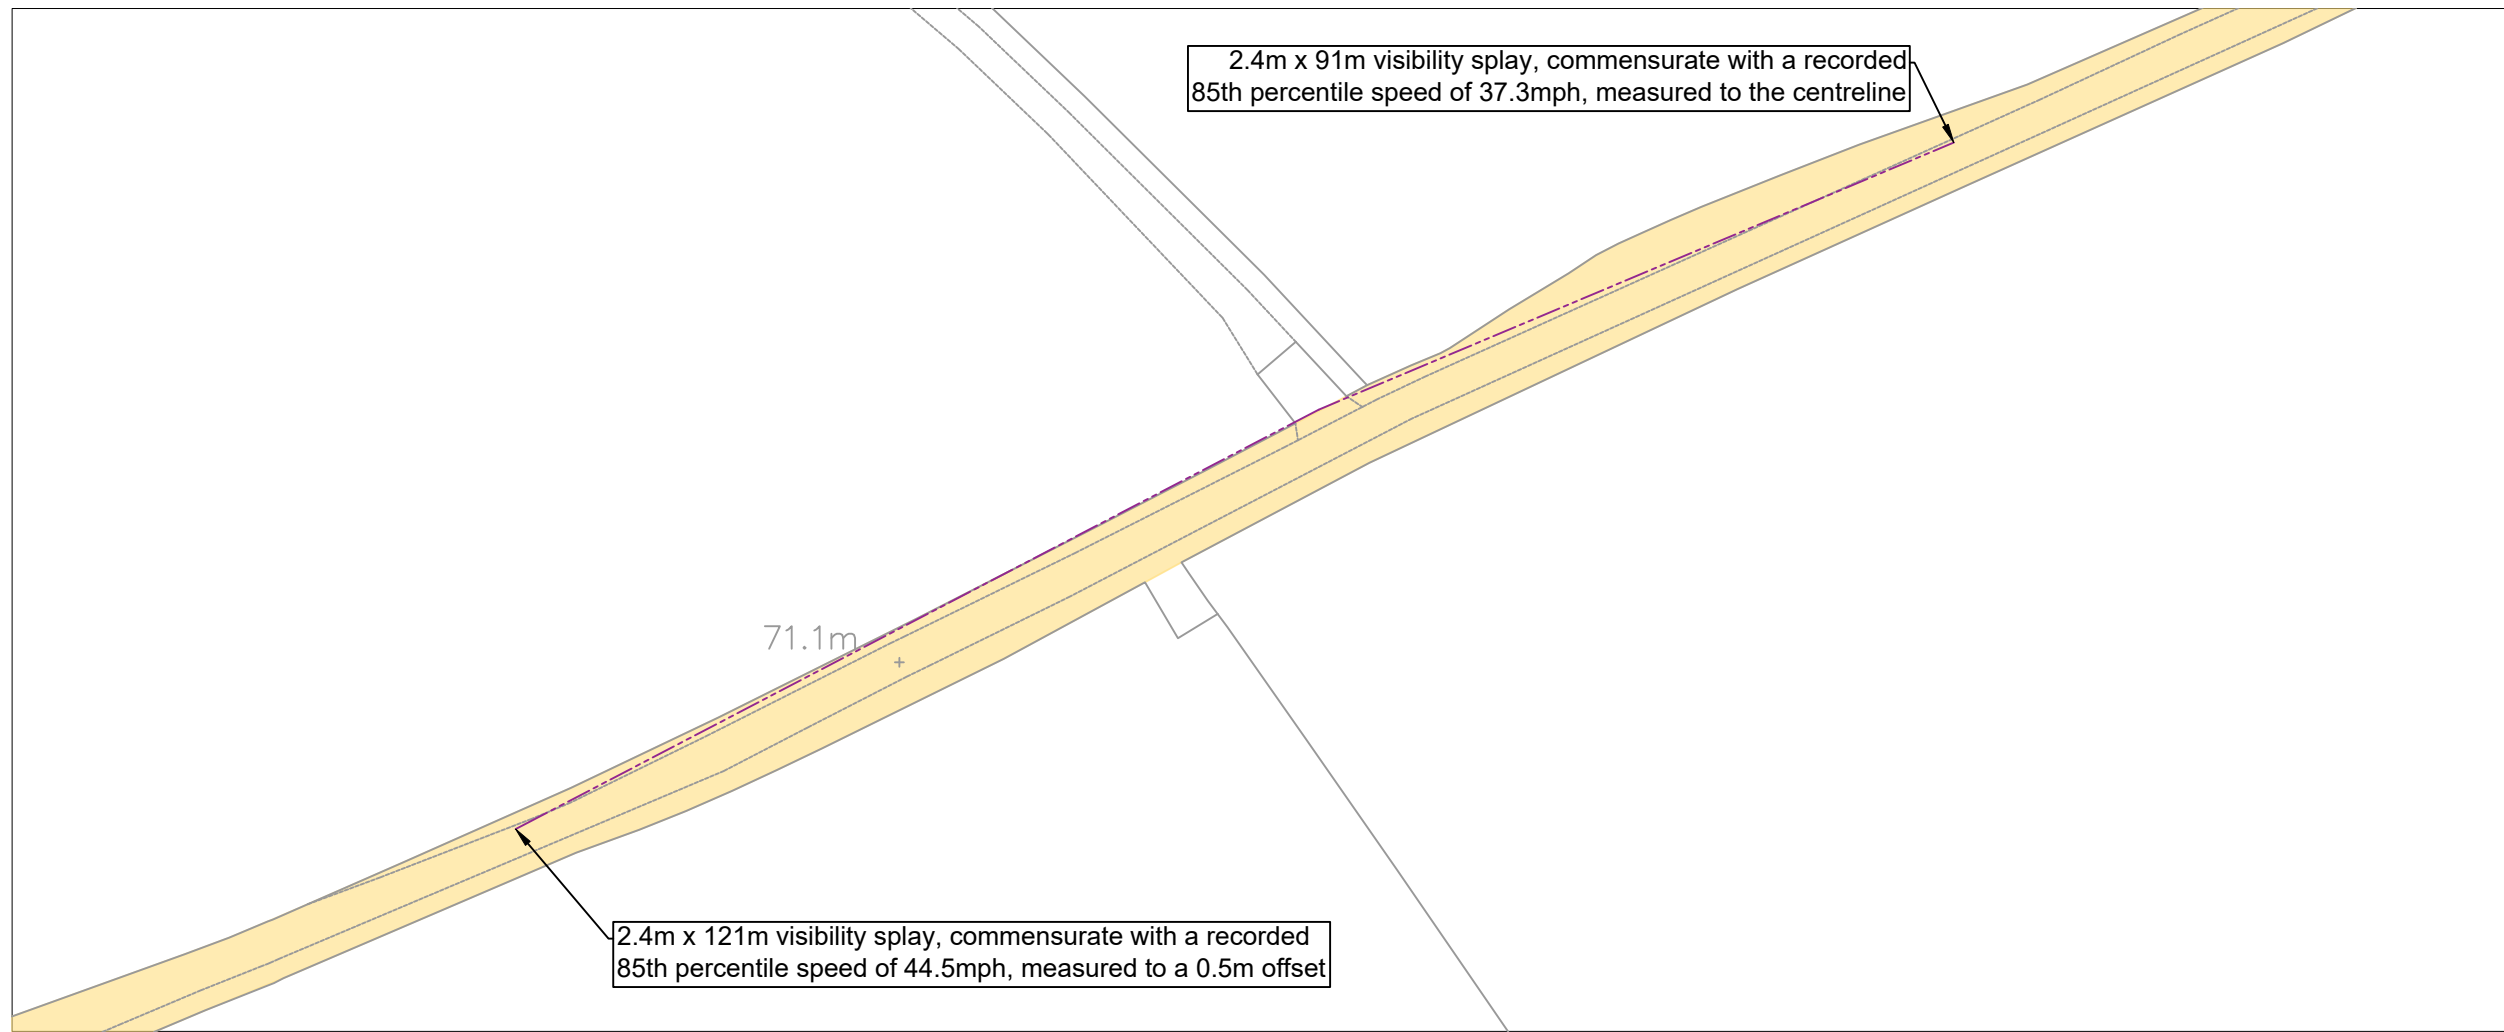 2.4m x 91m visibility splay, commensurate with a recorded
85th percentile speed of 37.3mph, measured to the centreline
71.1m
2.4m x 121m visibility splay, commensurate with a recorded
85th percentile speed of 44.5mph, measured to a 0.5m offset